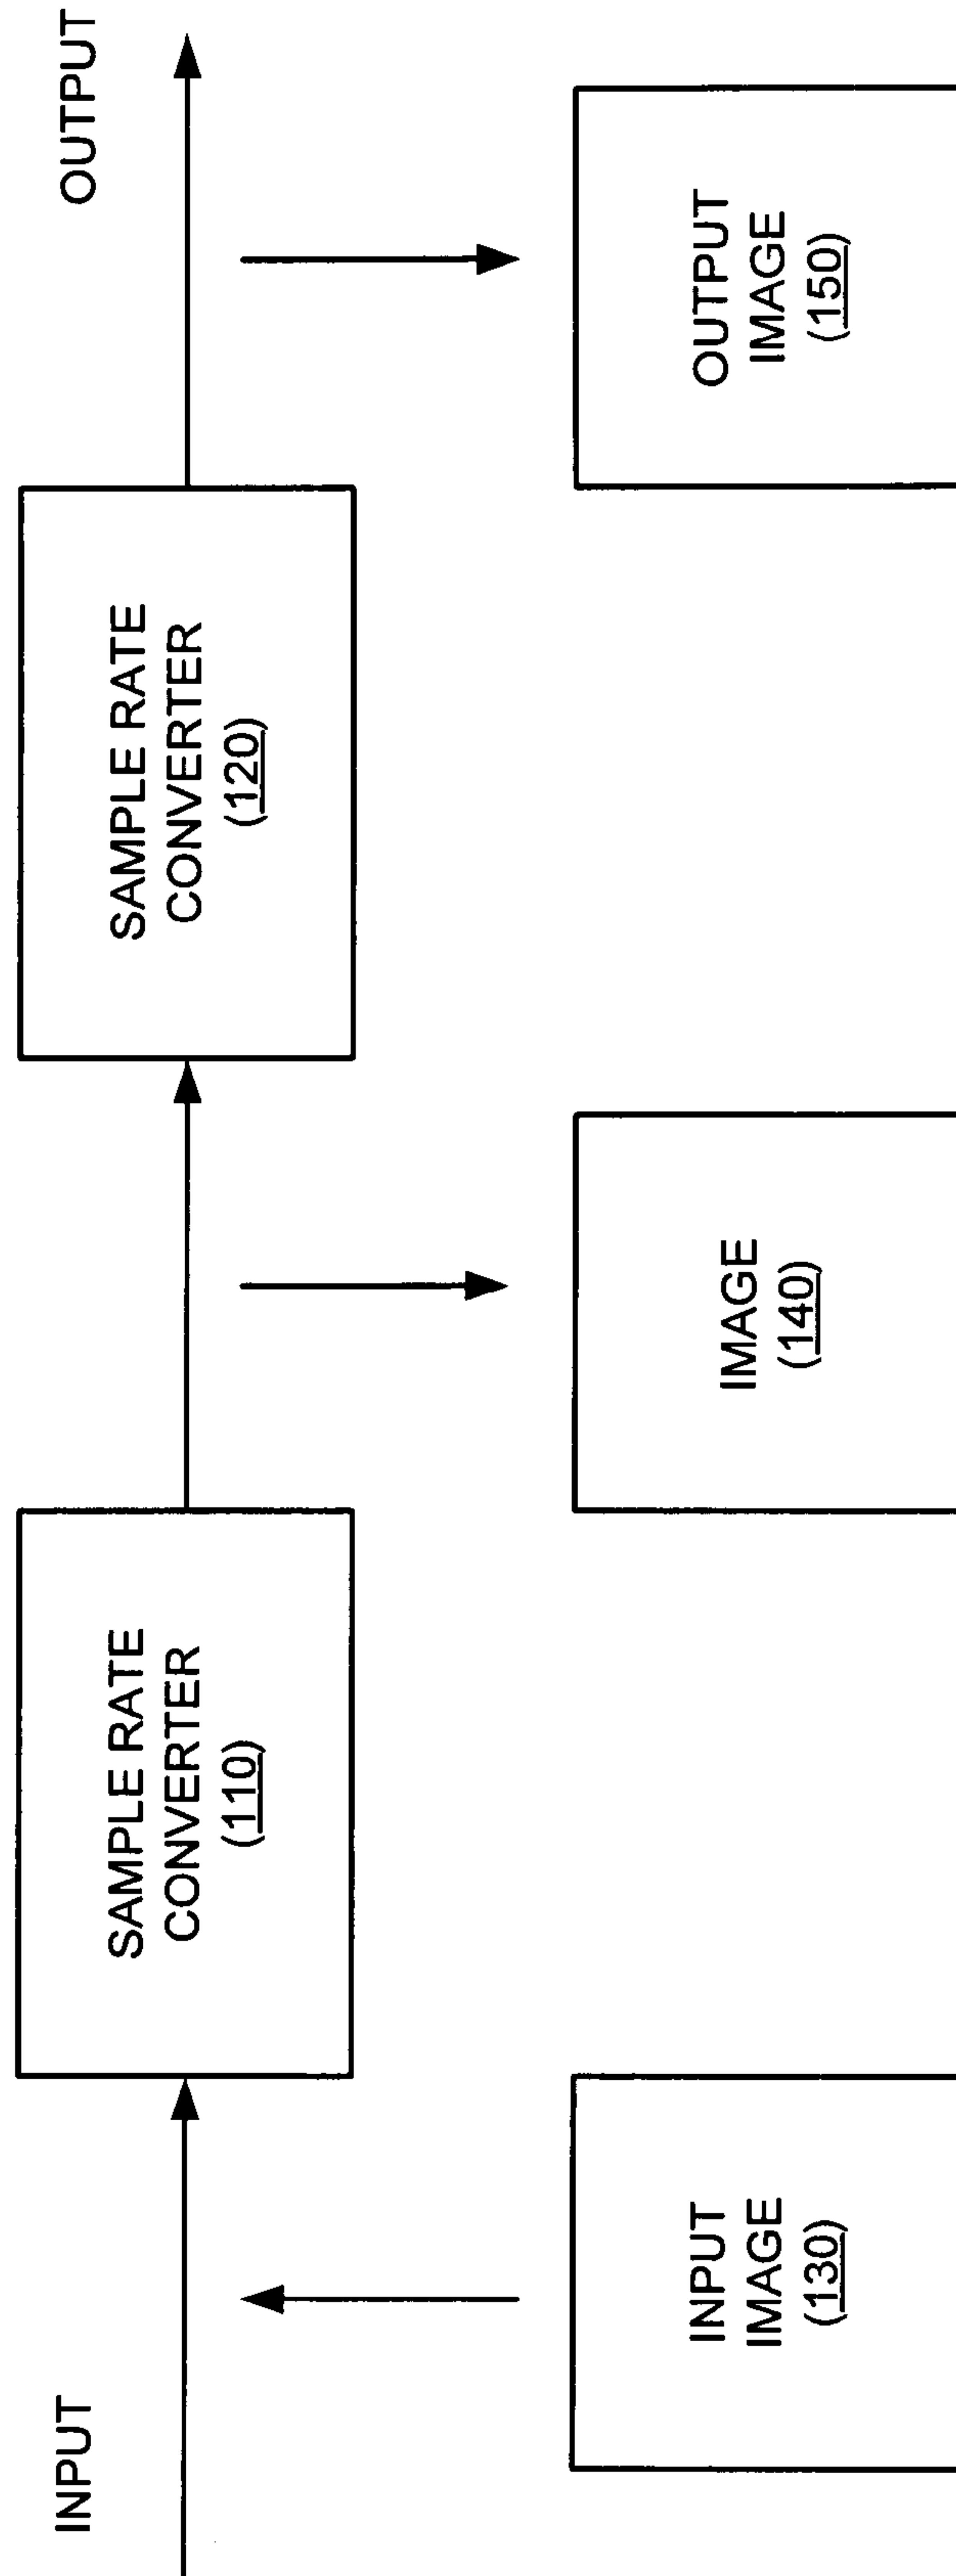 INPUT
OUTPUT
SAMPLE RATE
CONVERTER
(110)
SAMPLE RATE
CONVERTER
(120)
INPUT
IMAGE
(130)
IMAGE
(140)
OUTPUT
IMAGE
(150)